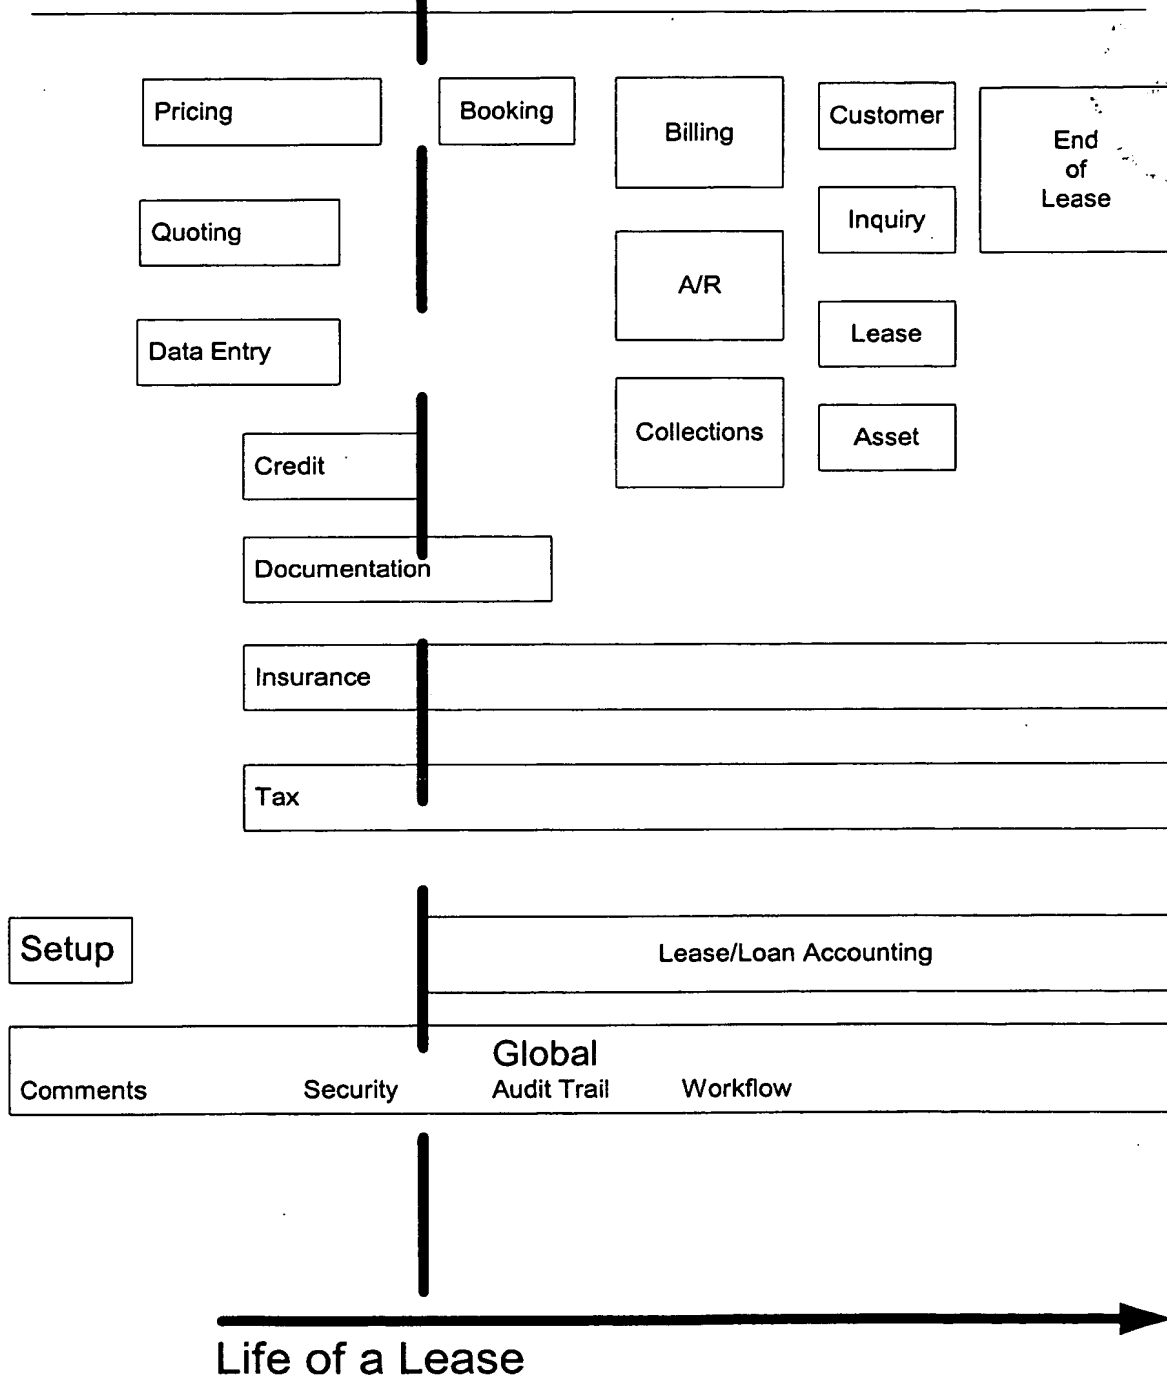 Pricing
Booking
Billing
Customer
End
of
Lease
Quoting
Inquiry
A/R
Data Entry
Lease
Credit
Collections
Asset
Documentation
Insurance
Tax
Setup
Lease/Loan Accounting
Global
Comments Security Audit Trail Workflow
Life of a Lease